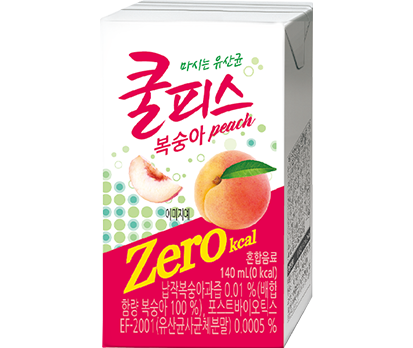 마시는 유산균
쿨피스
복숭아 peach
이미지예
Zero kcal
혼합음료
140 mL(0 kcal)
납작복숭아과즙 0.01 %(배합
함량 복숭아 100 %), 포스트바이오틱스
EF-2001(유산균사균체분말) 0.0005 %